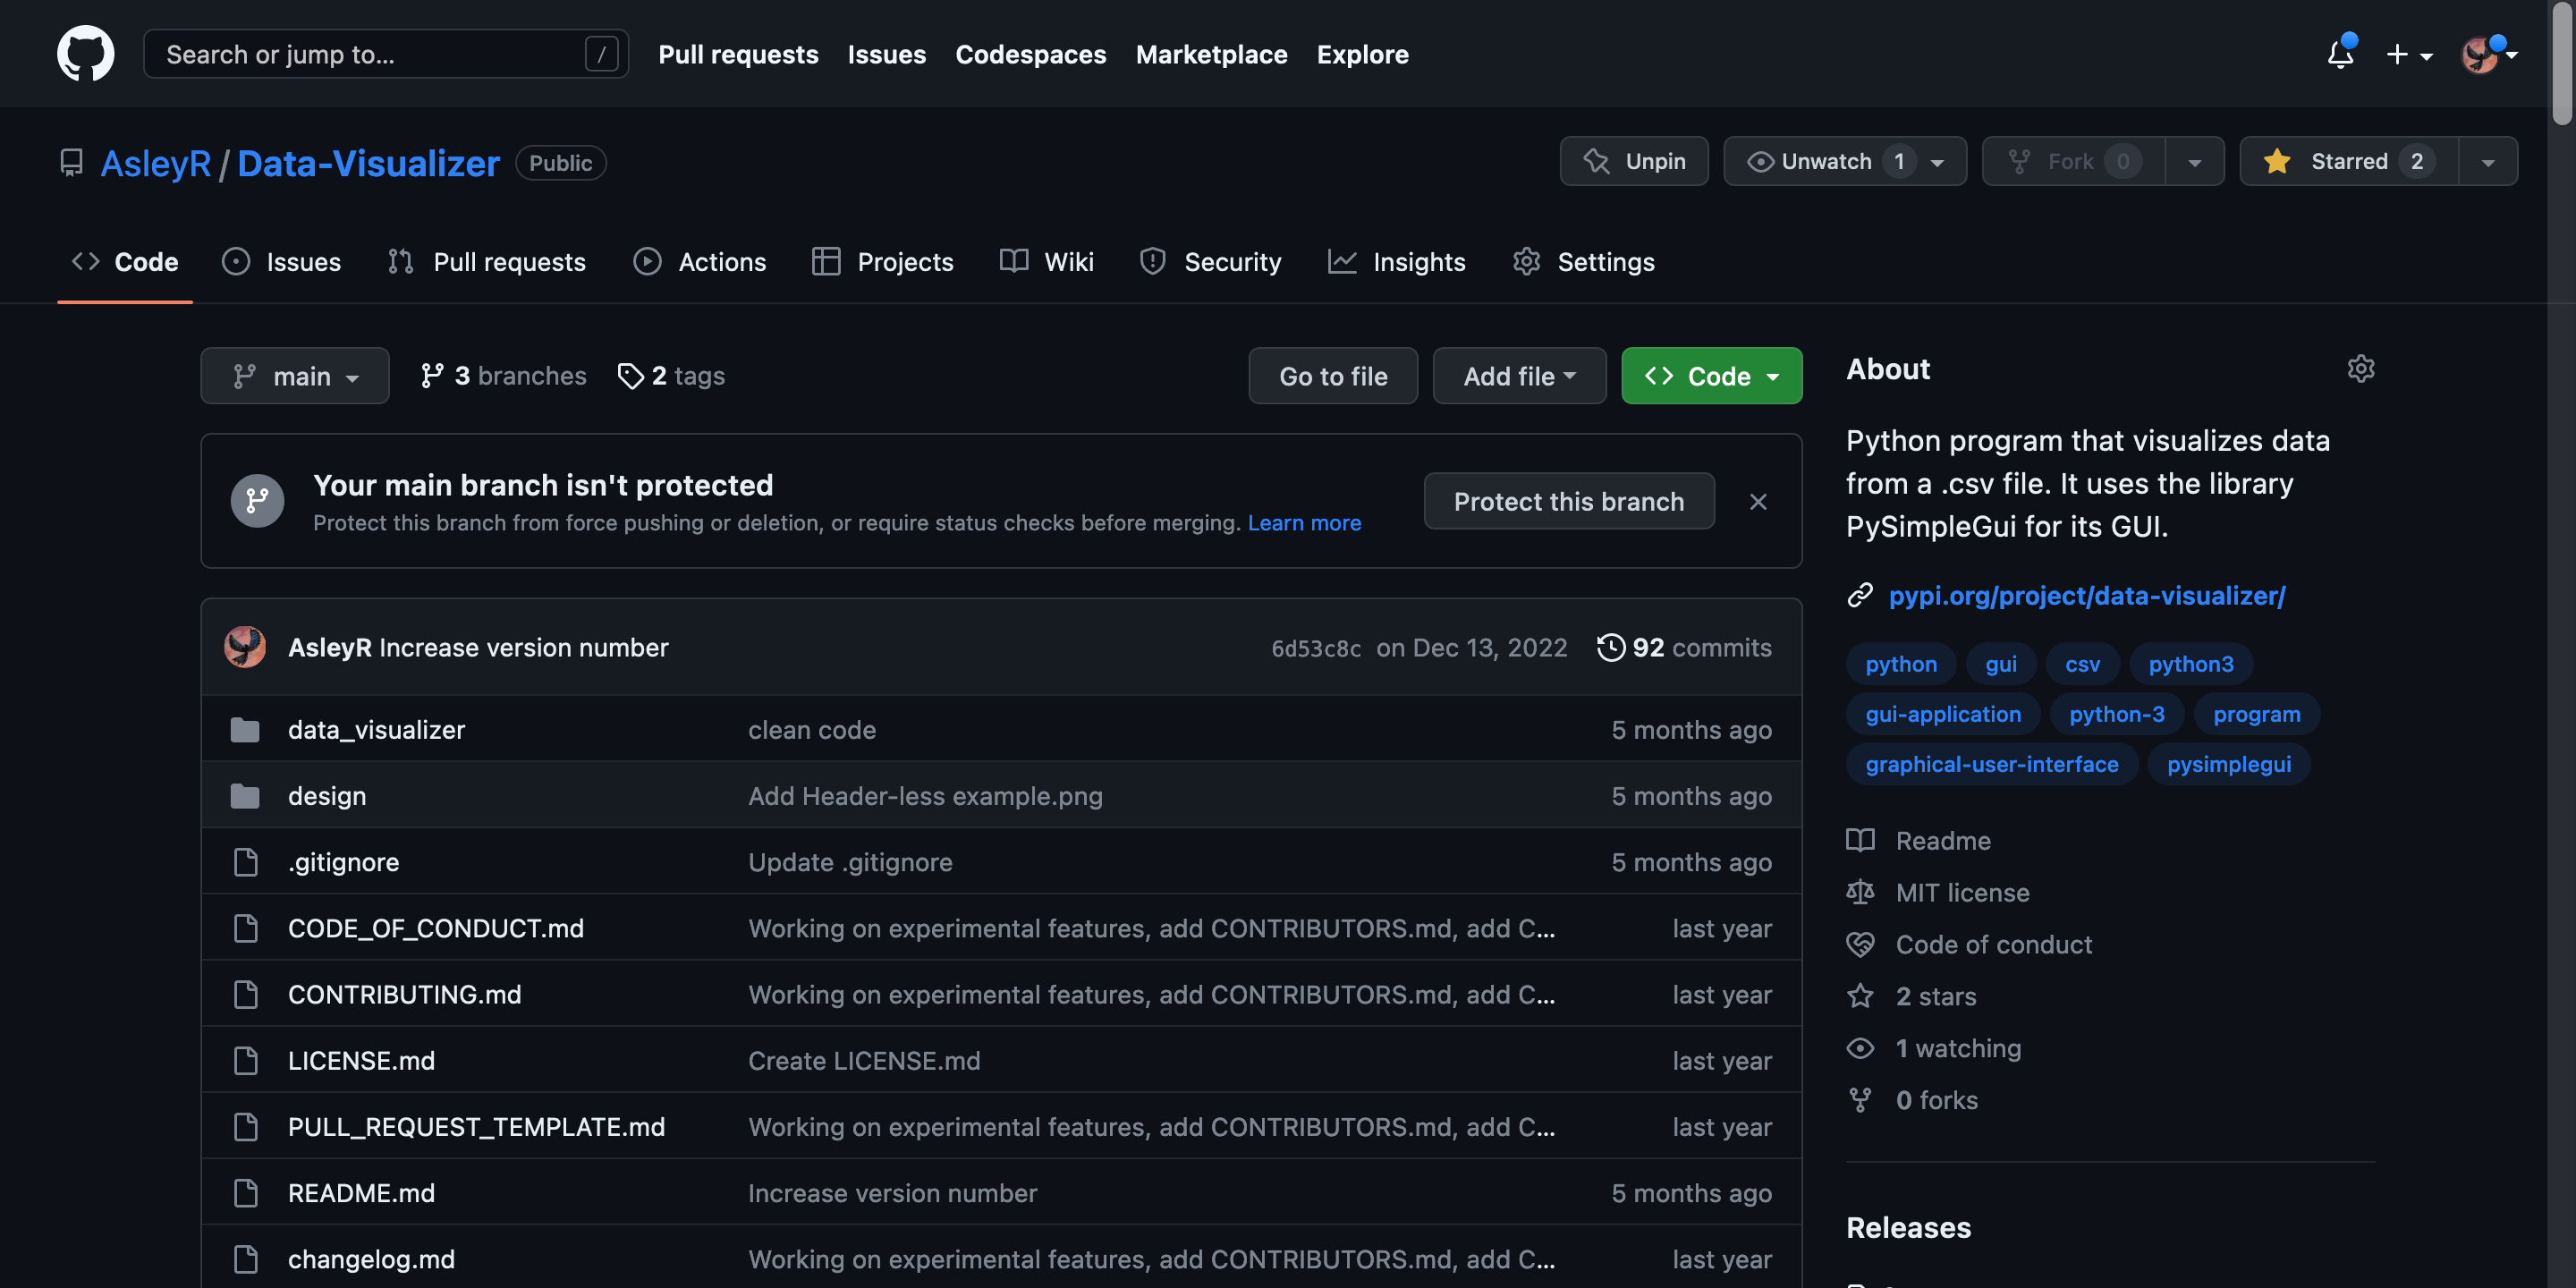 Search or jump to...
/
Pull requests
Issues
Codespaces
Marketplace
Explore
AsleyR / Data-Visualizer
Public
Unpin
Unwatch 1
Fork 0
Starred 2
Code
Issues
Pull requests
Actions
Projects
Wiki
Security
Insights
Settings
main
3 branches
2 tags
Go to file
Add file
Code
Your main branch isn't protected
Protect this branch from force pushing or deletion, or require status checks before merging. Learn more
Protect this branch
AsleyR Increase version number
6d53c8c on Dec 13, 2022
92 commits
data_visualizer
clean code
5 months ago
design
Add Header-less example.png
5 months ago
.gitignore
Update .gitignore
5 months ago
CODE_OF_CONDUCT.md
Working on experimental features, add CONTRIBUTORS.md, add C...
last year
CONTRIBUTING.md
Working on experimental features, add CONTRIBUTORS.md, add C...
last year
LICENSE.md
Create LICENSE.md
last year
PULL_REQUEST_TEMPLATE.md
Working on experimental features, add CONTRIBUTORS.md, add C...
last year
README.md
Increase version number
5 months ago
changelog.md
Working on experimental features, add CONTRIBUTORS.md, add C...
last year
About
Python program that visualizes data
from a .csv file. It uses the library
PySimpleGui for its GUI.
pypi.org/project/data-visualizer/
python
gui
csv
python3
gui-application
python-3
program
graphical-user-interface
pysimplegui
Readme
MIT license
Code of conduct
2 stars
1 watching
0 forks
Releases